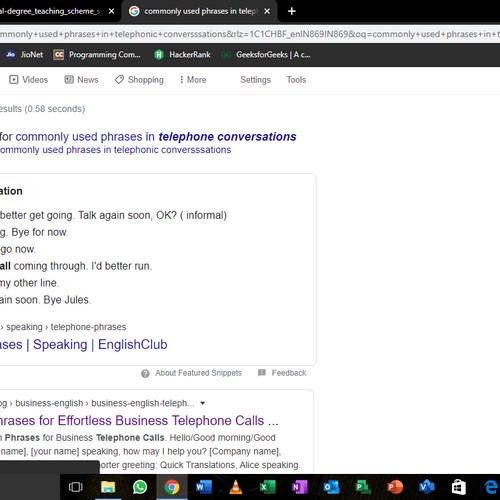 al-degree_teaching_scheme_s
commonly used phrases in telep
mmonly+used+phrases+in+telephonic+converssations&rlz=1C1CHBF_enIN869IN869&oq=commonly+used+phrases+in+t
JioNet
Programming Com...
HackerRank
GeeksforGeeks | A c...
Videos
News
Shopping
More
Settings
Tools
esults (0.58 seconds)
for commonly used phrases in telephone conversations
ommonly used phrases in telephonic converssations
ation
better get going. Talk again soon, OK? ( informal)
g. Bye for now.
go now.
all coming through. I'd better run.
my other line.
ain soon. Bye Jules.
› speaking › telephone-phrases
ases | Speaking | EnglishClub
About Featured Snippets
Feedback
og › business-english › business-english-teleph...
hrases for Effortless Business Telephone Calls ...
n Phrases for Business Telephone Calls. Hello/Good morning/Good
name], [your name] speaking, how may I help you? [Company name].
orter greeting: Quick Translations, Alice speaking.